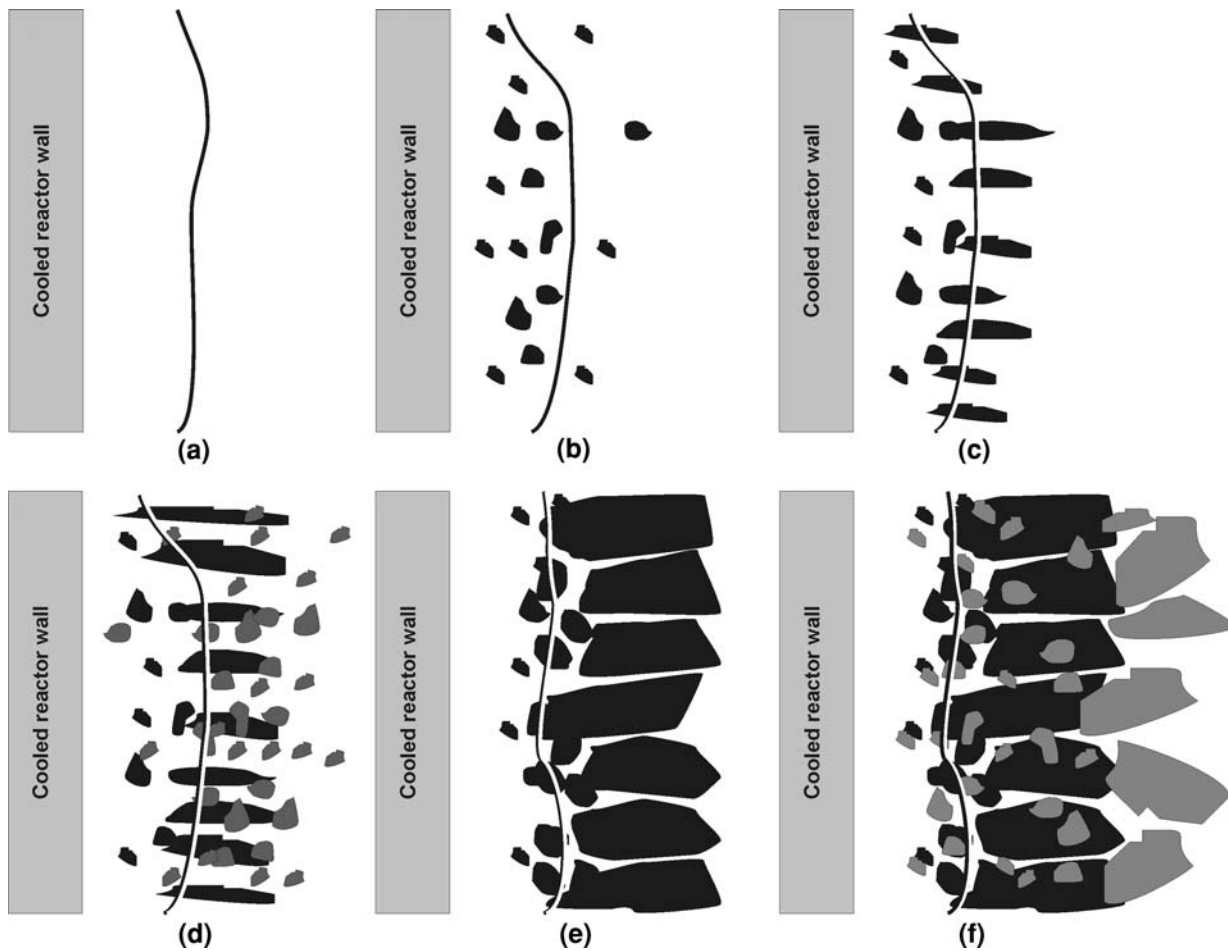 Cooled reactor wall
Cooled reactor wall
Cooled reactor wall
(a)
(b)
(c)
Cooled reactor wall
Cooled reactor wall
Cooled reactor wall
(d)
(e)
(f)